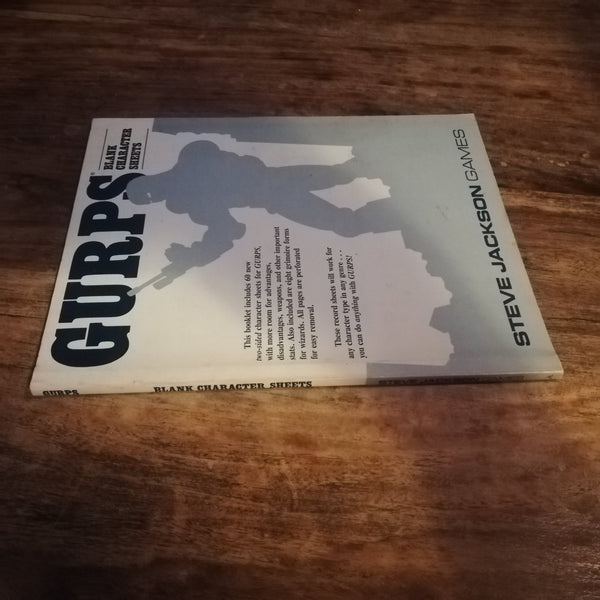 GURPS®
BLANK
CHARACTER
SHEETS
This booklet includes 60 new
two-sided character sheets for GURPS,
with more room for advantages,
disadvantages, weapons, and other important
stats. Also included are eight grimoire forms
for wizards. All pages are perforated
for easy removal.
These record sheets will work for
any character type in any genre . . .
you can do anything with GURPS!
STEVE JACKSON GAMES
GURPS
BLANK CHARACTER SHEETS
STEVE JACKSON